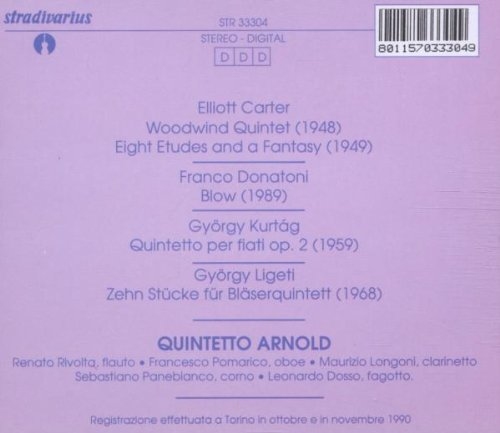 stradivarius
STR 33304
STEREO - DIGITAL
D D D
8011570333049
Elliott Carter
Woodwind Quintet (1948)
Eight Etudes and a Fantasy (1949)
Franco Donatoni
Blow (1989)
György Kurtág
Quintetto per fiati op. 2 (1959)
György Ligeti
Zehn Stücke für Bläserquintett (1968)
QUINTETTO ARNOLD
Renato Rivolta, flauto • Francesco Pomarico, oboe • Maurizio Longoni, clarinetto
Sebastiano Panebianco, corno • Leonardo Dosso, fagotto.
Registrazione effettuata a Torino in ottobre e in novembre 1990